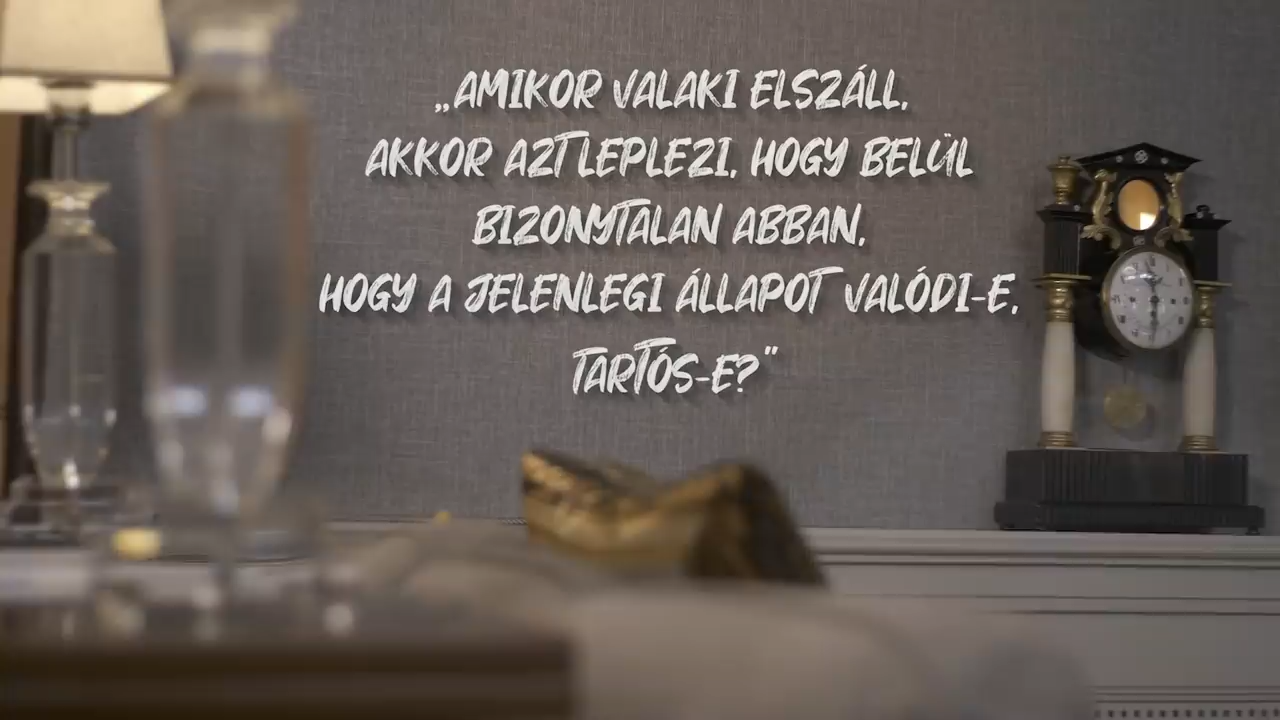 „AMIKOR VALAKI ELSZÁLL,
AKKOR AZT LEPLEZI, HOGY BELÜL
BIZONYTALAN ABBAN,
HOGY A JELENLEGI ÁLLAPOT VALÓDI-E,
TARTÓS-E?"